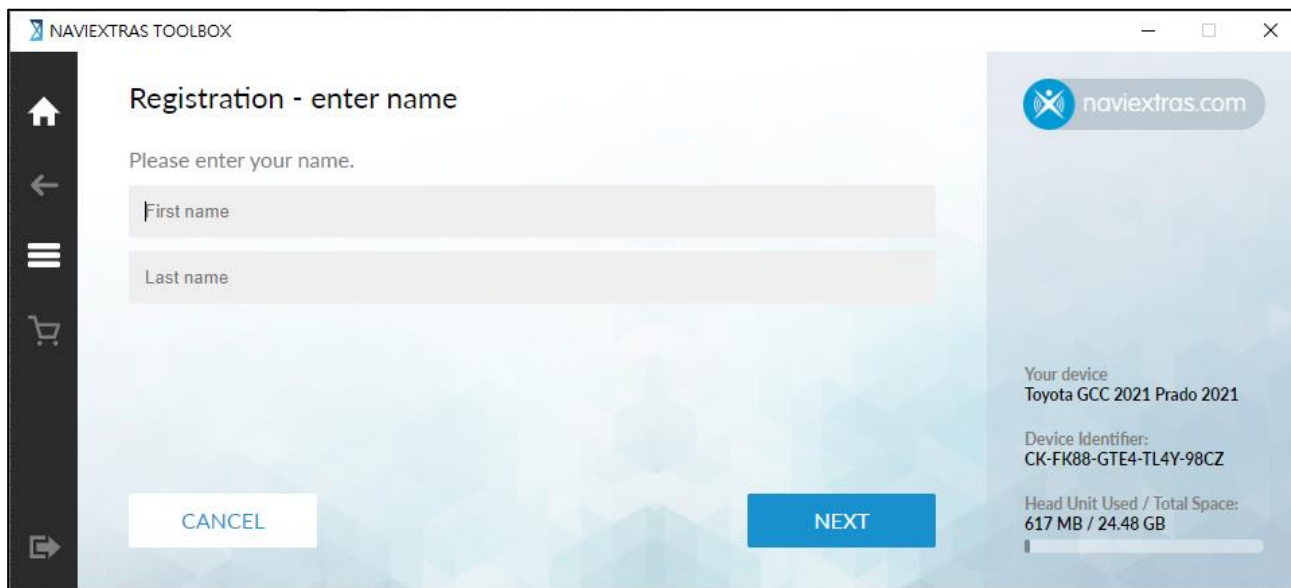 NAVIEXTRAS TOOLBOX
Registration - enter name
naviextras.com
Please enter your name.
First name
Last name
Your device
Toyota GCC 2021 Prado 2021
Device Identifier:
CK-FK88-GTE4-TL4Y-98CZ
Head Unit Used / Total Space:
617 MB / 24.48 GB
CANCEL
NEXT